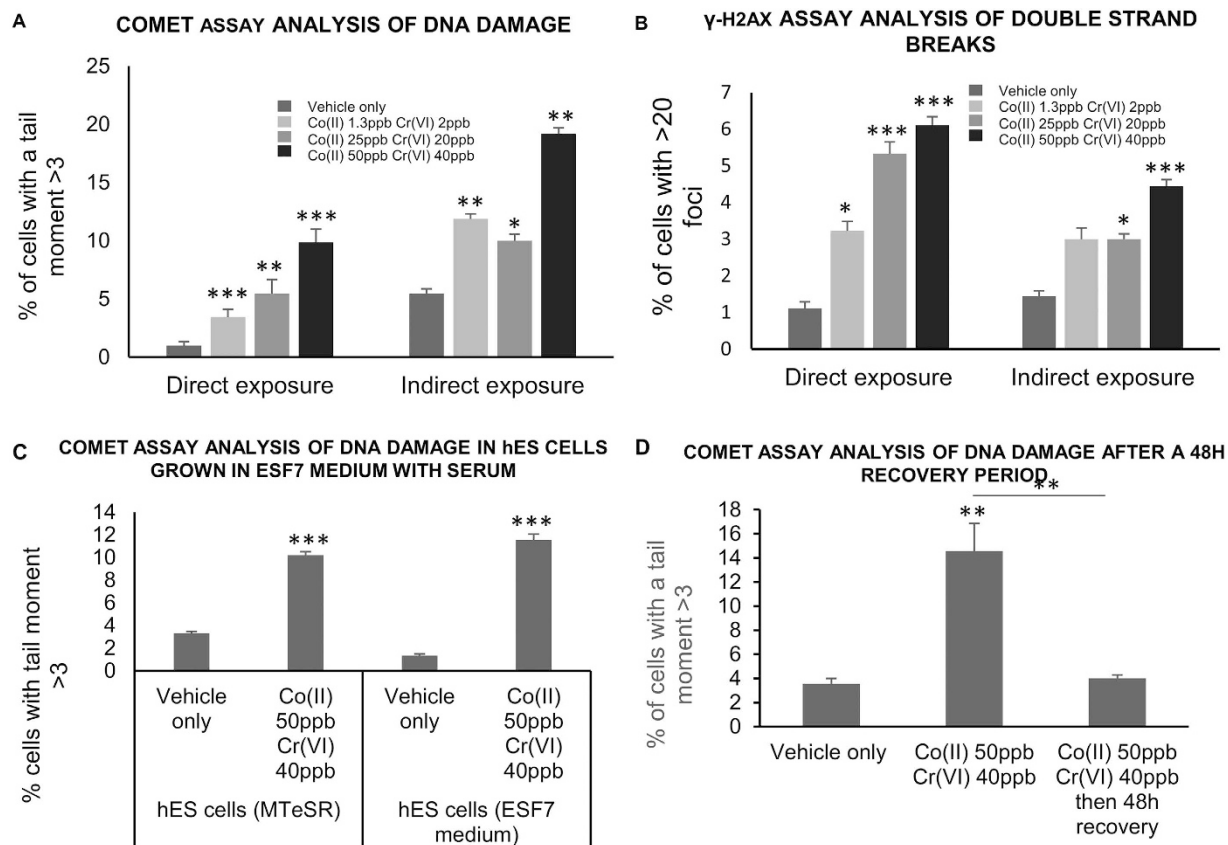 A
COMET ASSAY ANALYSIS OF DNA DAMAGE
% of cells with a tail
moment >3
25
20
15
10
5
0
Vehicle only
Co(II) 1.3ppb Cr(VI) 2ppb
Co(II) 25ppb Cr(VI) 20ppb
Co(II) 50ppb Cr(VI) 40ppb
***
**
***
**
*
**
Direct exposure
Indirect exposure
B
γ-H2AX ASSAY ANALYSIS OF DOUBLE STRAND
BREAKS
% of cells with >20
foci
7
6
5
4
3
2
1
0
Vehicle only
Co(II) 1.3ppb Cr(VI) 2ppb
Co(II) 25ppb Cr(VI) 20ppb
Co(II) 50ppb Cr(VI) 40ppb
*
***
***
*
***
Direct exposure
Indirect exposure
C
COMET ASSAY ANALYSIS OF DNA DAMAGE IN hES CELLS
GROWN IN ESF7 MEDIUM WITH SERUM
% cells with tail moment
>3
14
12
10
8
6
4
2
0
***
***
Vehicle
only
Co(II)
50ppb
Cr(VI)
40ppb
Vehicle
only
Co(II)
50ppb
Cr(VI)
40ppb
hES cells (MTeSR)
hES cells (ESF7
medium)
D
COMET ASSAY ANALYSIS OF DNA DAMAGE AFTER A 48H
RECOVERY PERIOD
% of cells with a tail
moment >3
18
16
14
12
10
8
6
4
2
0
**
**
Vehicle only
Co(II) 50ppb
Cr(VI) 40ppb
Co(II) 50ppb
Cr(VI) 40ppb
then 48h
recovery